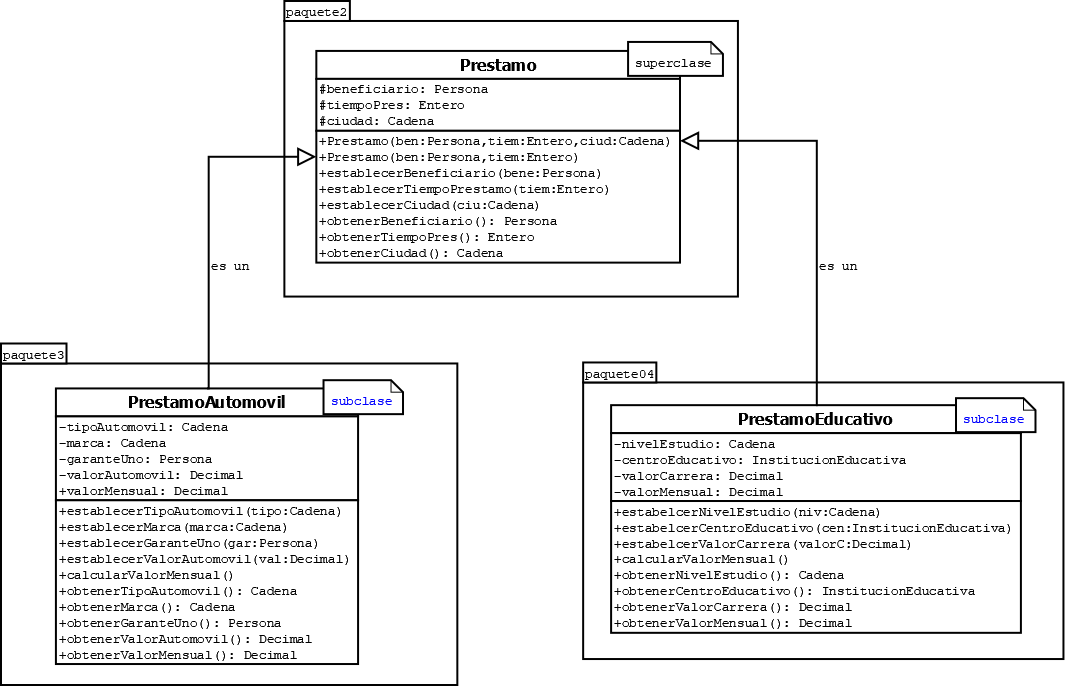 paquete2
Prestamo
superclase
#beneficiario: Persona
#tiempoPres: Entero
#ciudad: Cadena
+Prestamo(ben:Persona,tiem:Entero,ciud:Cadena)
+Prestamo(ben:Persona,tiem:Entero)
+establecerBeneficiario(bene:Persona)
+establecerTiempoPrestamo(tiem:Entero)
+establecerCiudad(ciu:Cadena)
+obtenerBeneficiario(): Persona
+obtenerTiempoPres(): Entero
+obtenerCiudad(): Cadena
es un
es un
paquete3
PrestamoAutomovil
subclase
-tipoAutomovil: Cadena
-marca: Cadena
-garanteUno: Persona
-valorAutomovil: Decimal
+valorMensual: Decimal
+establecerTipoAutomovil(tipo:Cadena)
+establecerMarca(marca:Cadena)
+establecerGaranteUno(gar:Persona)
+establecerValorAutomovil(val:Decimal)
+calcularValorMensual()
+obtenerTipoAutomovil(): Cadena
+obtenerMarca(): Cadena
+obtenerGaranteUno(): Persona
+obtenerValorAutomovil(): Decimal
+obtenerValorMensual(): Decimal
paquete04
PrestamoEducativo
subclase
-nivelEstudio: Cadena
-centroEducativo: InstitucionEducativa
-valorCarrera: Decimal
-valorMensual: Decimal
+estabelcerNivelEstudio(niv:Cadena)
+estabelcerCentroEducativo(cen:InstitucionEducativa)
+estabelcerValorCarrera(valorC:Decimal)
+calcularValorMensual()
+obtenerNivelEstudio(): Cadena
+obtenerCentroEducativo(): InstitucionEducativa
+obtenerValorCarrera(): Decimal
+obtenerValorMensual(): Decimal